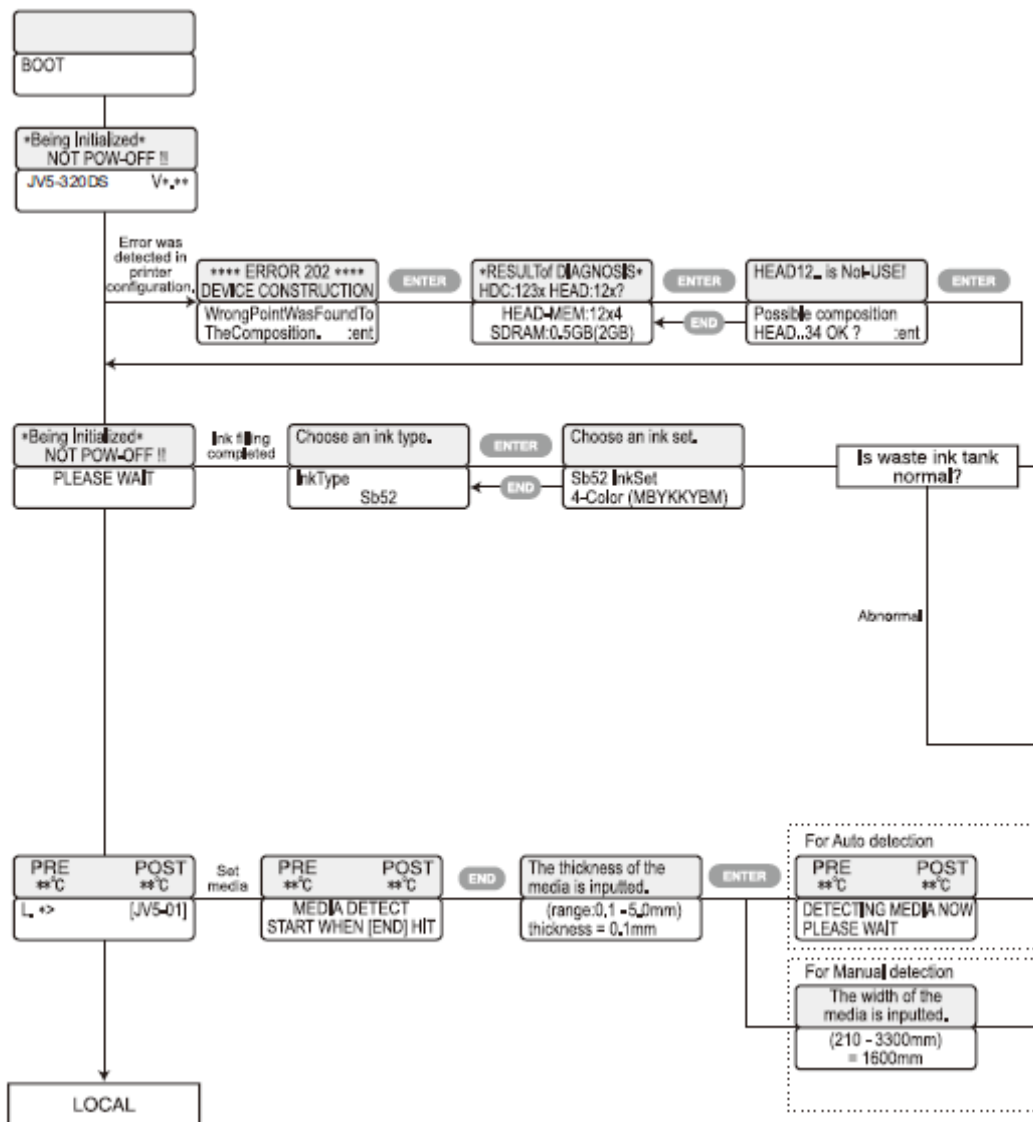 BOOT
*Being Initialized*
NOT POW-OFF !!
JV5-320DS V*.**
Error was
detected in
printer
configuration.
**** ERROR 202 ****
DEVICE CONSTRUCTION
WrongPointWasFoundTo
TheComposition. :ent
ENTER
*RESULTof DIAGNOSIS*
HDC:123x HEAD:12x?
HEAD-MEM:12x4
SDRAM:0.5GB(2GB)
ENTER
END
HEAD12_ is Not-USE!
Possible composition
HEAD..34 OK ? :ent
ENTER
*Being Initialized*
NOT POW-OFF !!
PLEASE WAIT
Ink filling
completed
Choose an ink type.
InkType
Sb52
ENTER
END
Choose an ink set.
Sb52 InkSet
4-Color (MBYKKYBM)
Is waste ink tank
normal?
Abnormal
PRE POST
**°C **°C
L. *> [JV5-01]
Set
media
PRE POST
**°C **°C
MEDIA DETECT
START WHEN [END] HIT
END
The thickness of the
media is inputted.
(range:0.1 -5.0mm)
thickness = 0.1mm
ENTER
For Auto detection
PRE POST
**°C **°C
DETECTING MEDIA NOW
PLEASE WAIT
For Manual detection
The width of the
media is inputted.
(210 - 3300mm)
= 1600mm
LOCAL